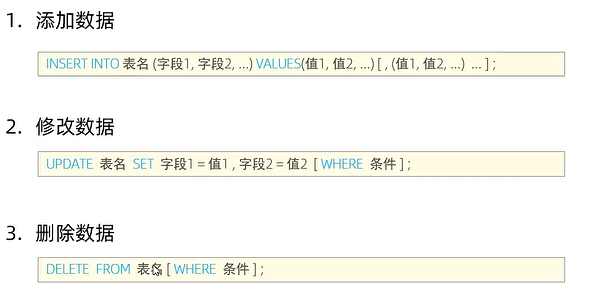 1. 添加数据
INSERT INTO 表名 (字段1, 字段2, ...) VALUES(值1, 值2, ...) [ , (值1, 值2, ...) ... ] ;
2. 修改数据
UPDATE 表名 SET 字段1 = 值1 , 字段2 = 值2 [ WHERE 条件 ] ;
3. 删除数据
DELETE FROM 表名 [ WHERE 条件 ] ;